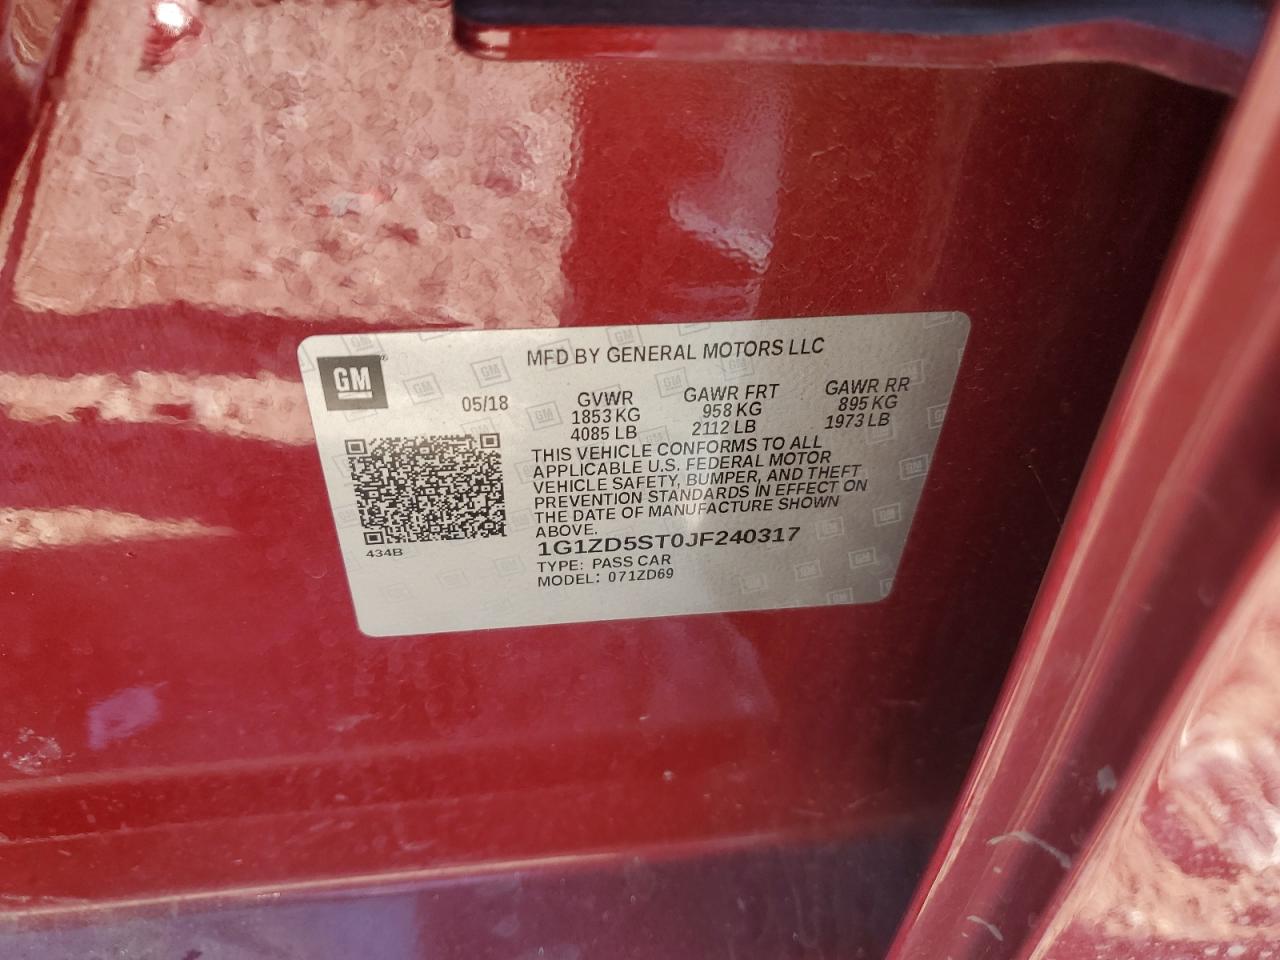 GM
MFD BY GENERAL MOTORS LLC
05/18
GVWR
1853 KG
4085 LB
GAWR FRT
958 KG
2112 LB
GAWR RR
895 KG
1973 LB
THIS VEHICLE CONFORMS TO ALL
APPLICABLE U.S. FEDERAL MOTOR
VEHICLE SAFETY, BUMPER, AND THEFT
PREVENTION STANDARDS IN EFFECT ON
THE DATE OF MANUFACTURE SHOWN
ABOVE.
434B
1G1ZD5ST0JF240317
TYPE: PASS CAR
MODEL: 071ZD69